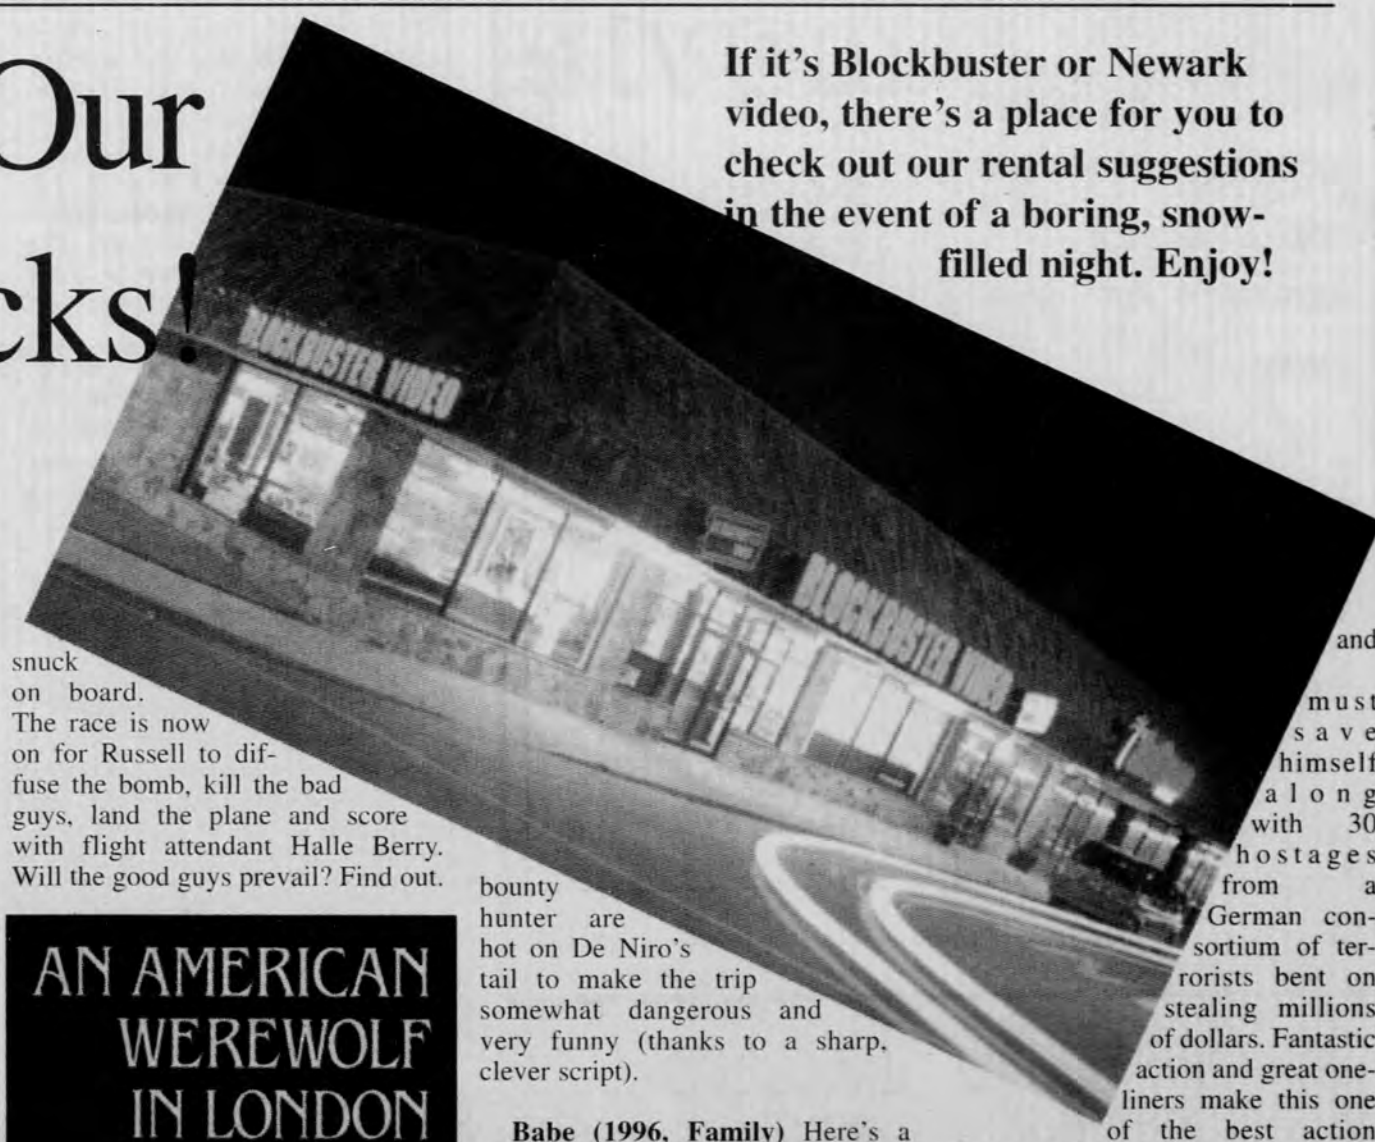 Our
cks!
If it's Blockbuster or Newark
video, there's a place for you to
check out our rental suggestions
in the event of a boring, snow-
filled night. Enjoy!
BLOCKBUSTER VIDEO
BLOCKBUSTER VIDEO
snuck
on board.
The race is now
on for Russell to dif-
fuse the bomb, kill the bad
guys, land the plane and score
with flight attendant Halle Berry.
Will the good guys prevail? Find out.
AN AMERICAN
WEREWOLF
IN LONDON
bounty
hunter are
hot on De Niro's
tail to make the trip
somewhat dangerous and
very funny (thanks to a sharp,
clever script).
Babe (1996, Family) Here's a
and
must
save
himself
along
with 30
hostages
from a
German con-
sortium of ter-
rorists bent on
stealing millions
of dollars. Fantastic
action and great one-
liners make this one
of the best action